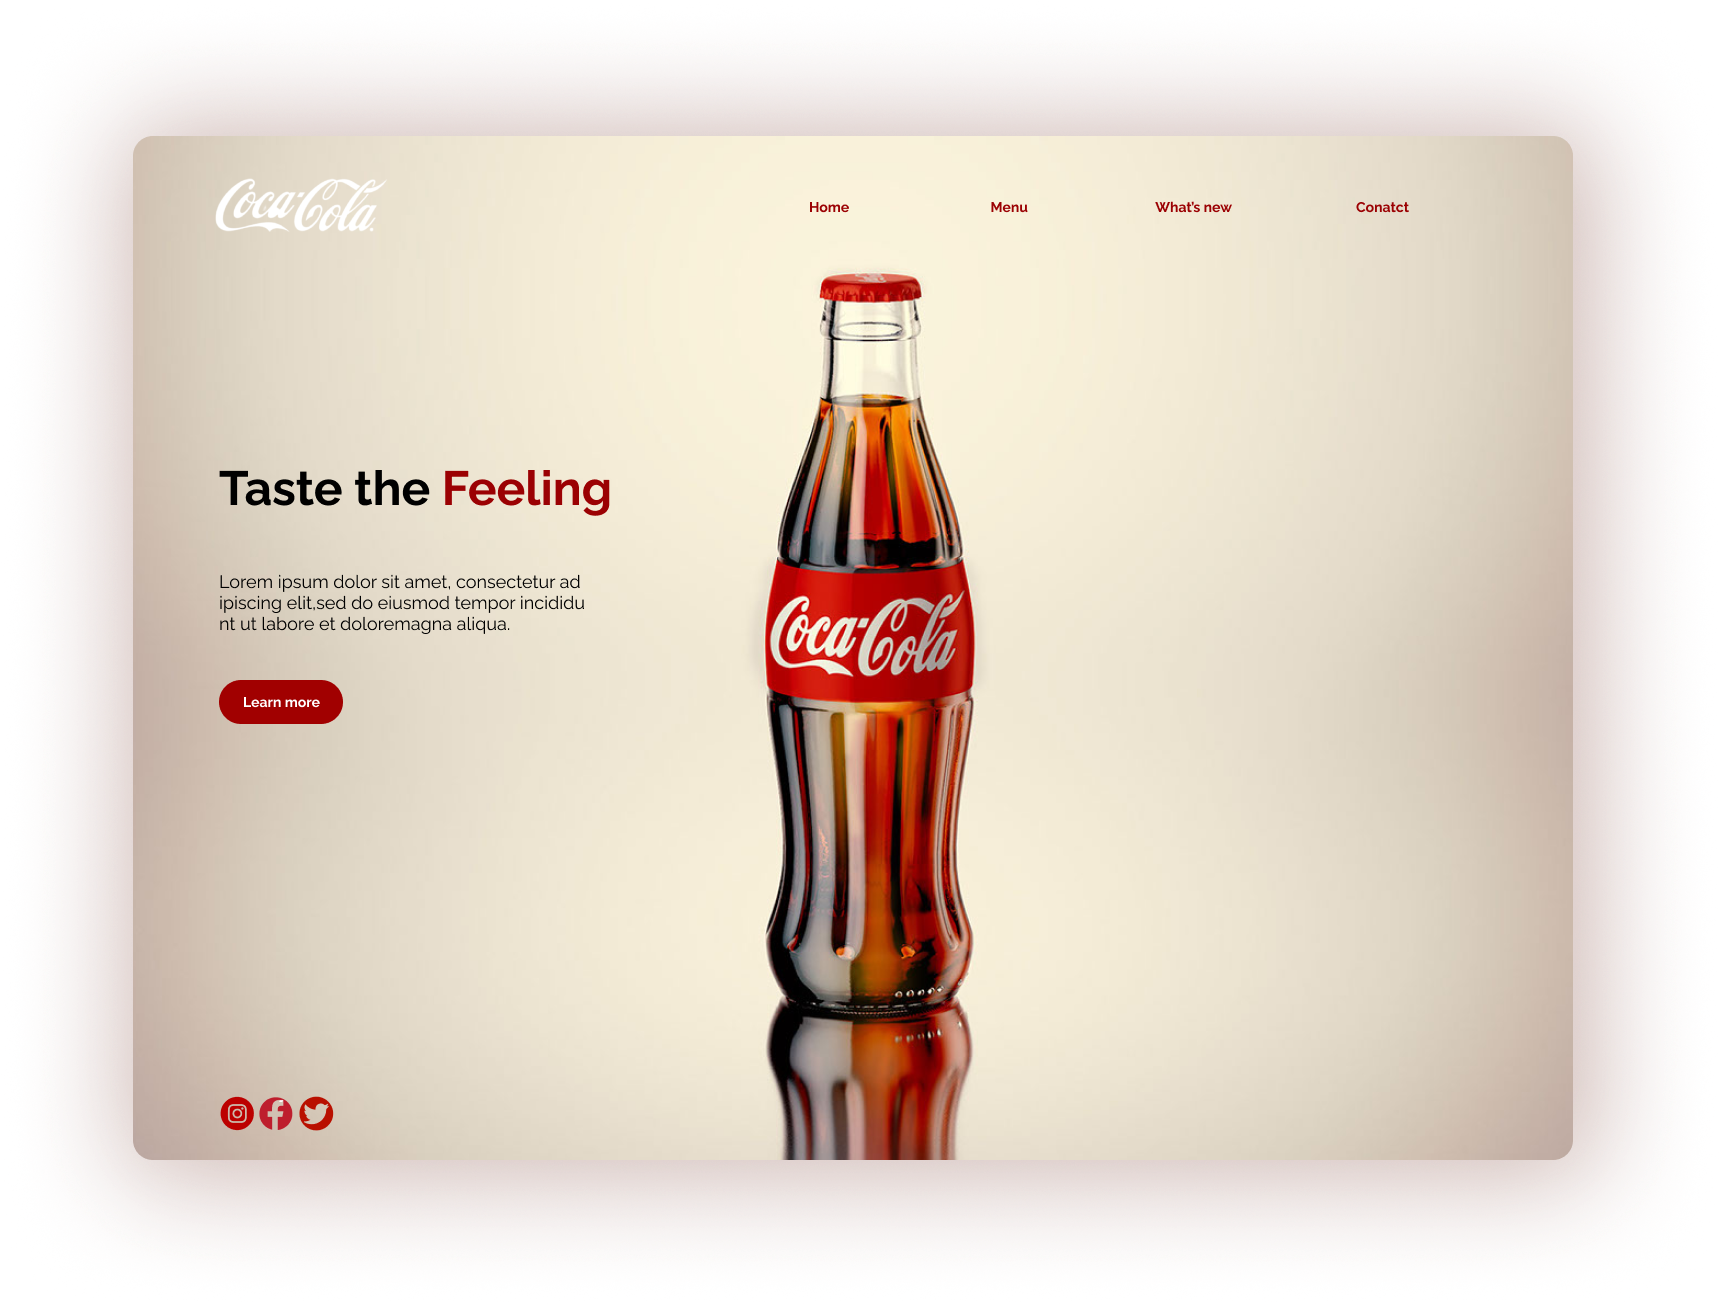 Coca-Cola
Home
Menu
What's new
Conatct
Taste the Feeling
Lorem ipsum dolor sit amet, consectetur ad
ipiscing elit,sed do eiusmod tempor incididu
nt ut labore et doloremagna aliqua.
Coca-Cola
Learn more